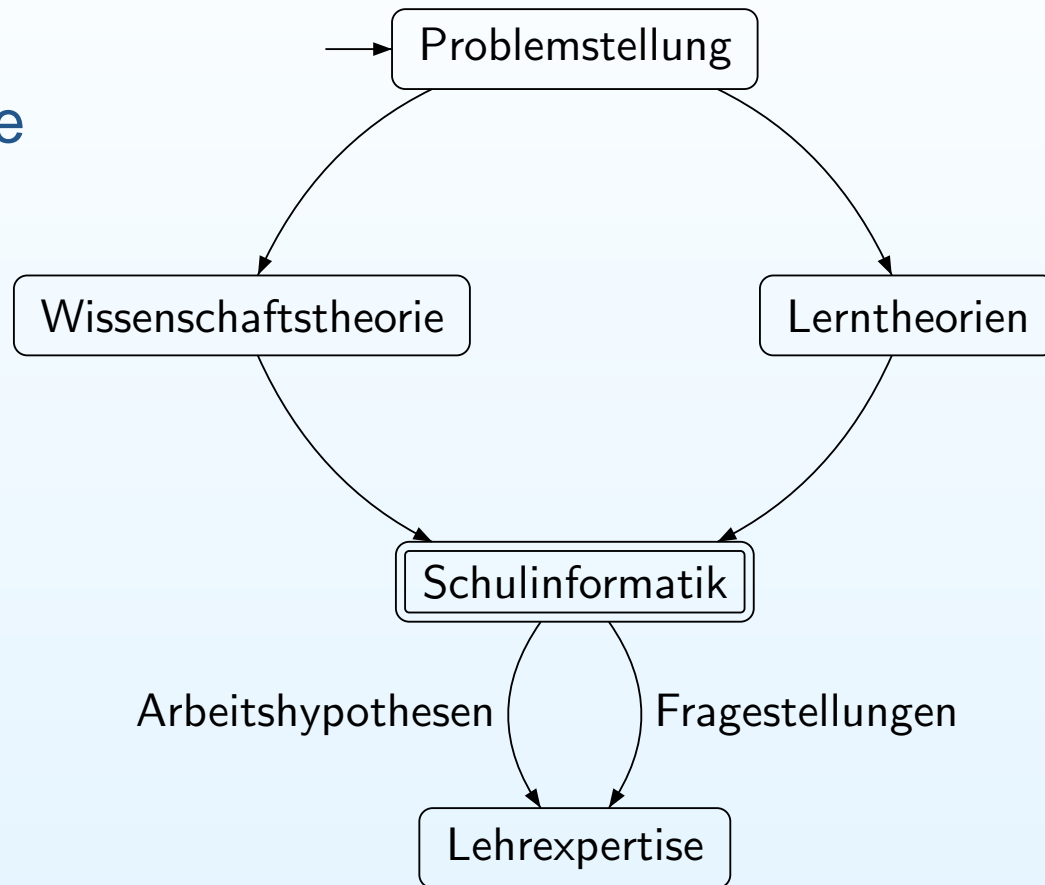 Problemstellung
e
Wissenschaftstheorie
Lerntheorien
Schulinformatik
Arbeitshypothesen
Fragestellungen
Lehrexpertise